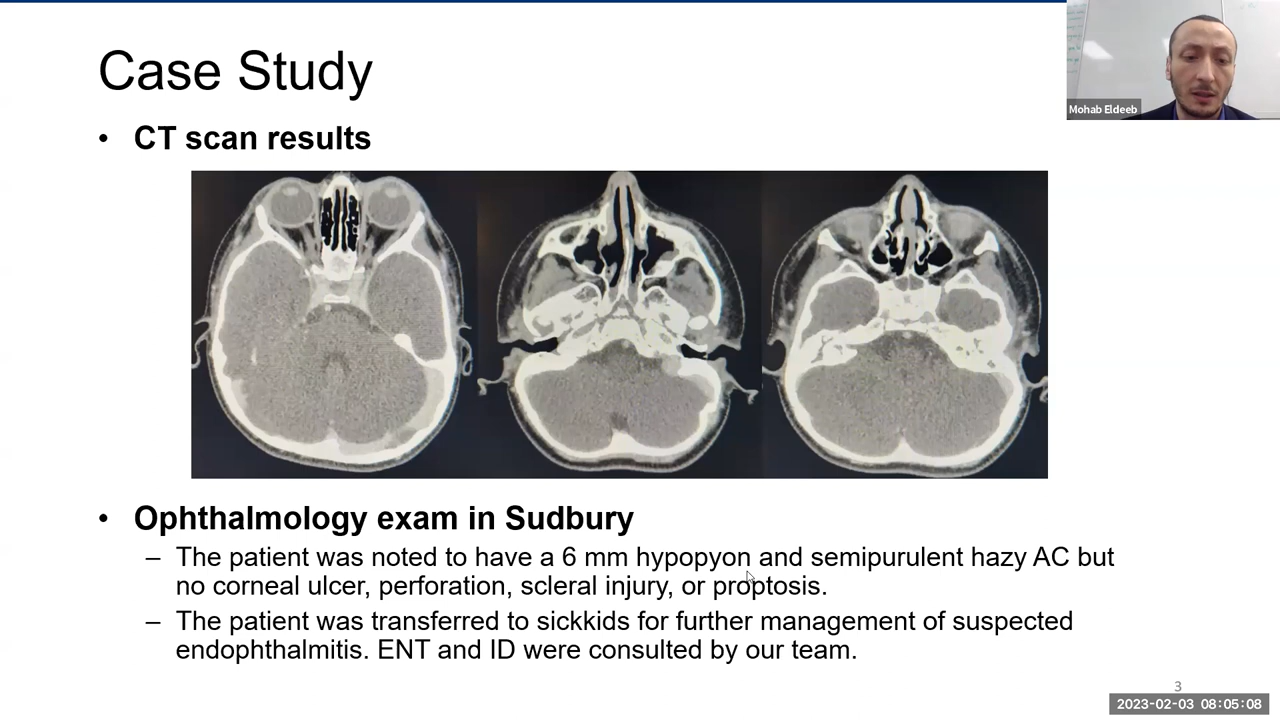 Case Study
Mohab Eldeeb
• CT scan results
• Ophthalmology exam in Sudbury
– The patient was noted to have a 6 mm hypopyon and semipurulent hazy AC but
no corneal ulcer, perforation, scleral injury, or proptosis.
– The patient was transferred to sickkids for further management of suspected
endophthalmitis. ENT and ID were consulted by our team.
3
2023-02-03 08:05:08